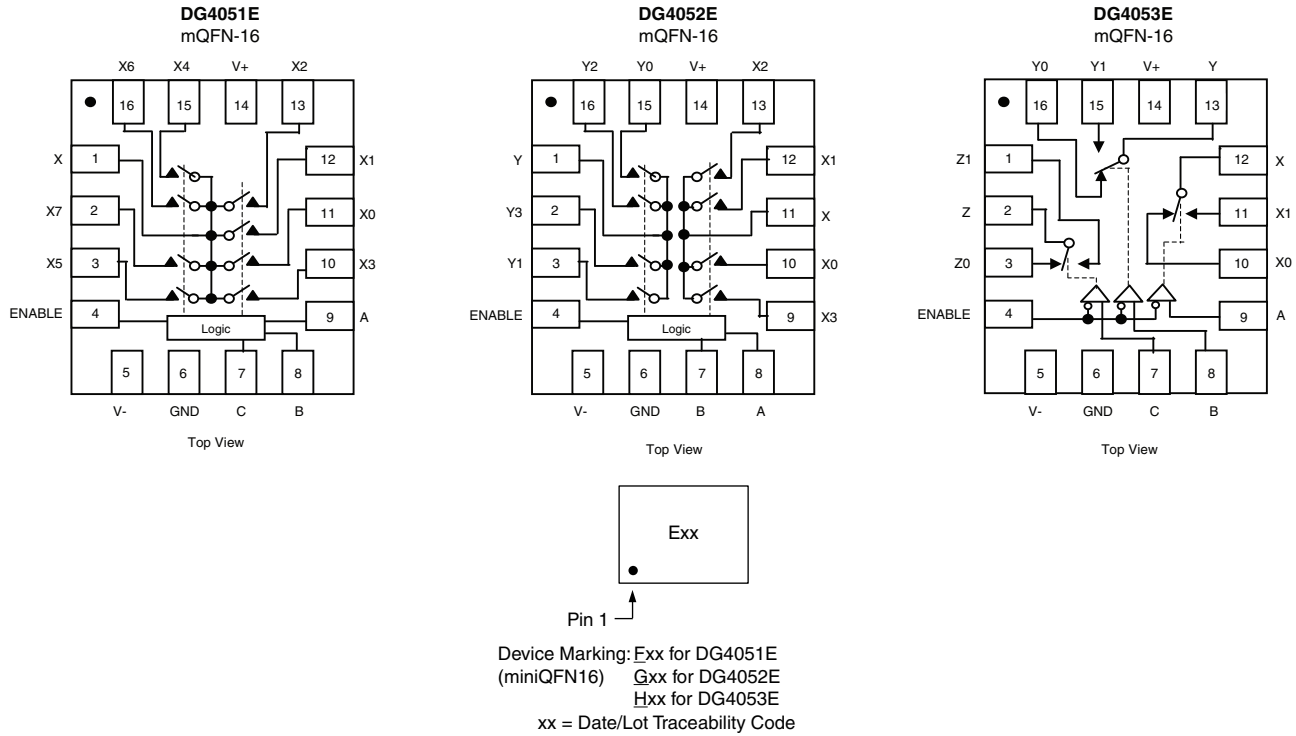 DG4051E
mQFN-16
X6 X4 V+ X2
16 15 14 13
X 1 12 X1
X7 2 11 X0
X5 3 10 X3
ENABLE 4 9 A
Logic
5 6 7 8
V- GND C B
Top View
DG4052E
mQFN-16
Y2 Y0 V+ X2
16 15 14 13
Y 1 12 X1
Y3 2 11 X
Y1 3 10 X0
ENABLE 4 9 X3
Logic
5 6 7 8
V- GND B A
Top View
DG4053E
mQFN-16
Y0 Y1 V+ Y
16 15 14 13
Z1 1 12 X
Z 2 11 X1
Z0 3 10 X0
ENABLE 4 9 A
5 6 7 8
V- GND C B
Top View
Exx
Pin 1
Device Marking: Fxx for DG4051E
(miniQFN16) Gxx for DG4052E
Hxx for DG4053E
xx = Date/Lot Traceability Code